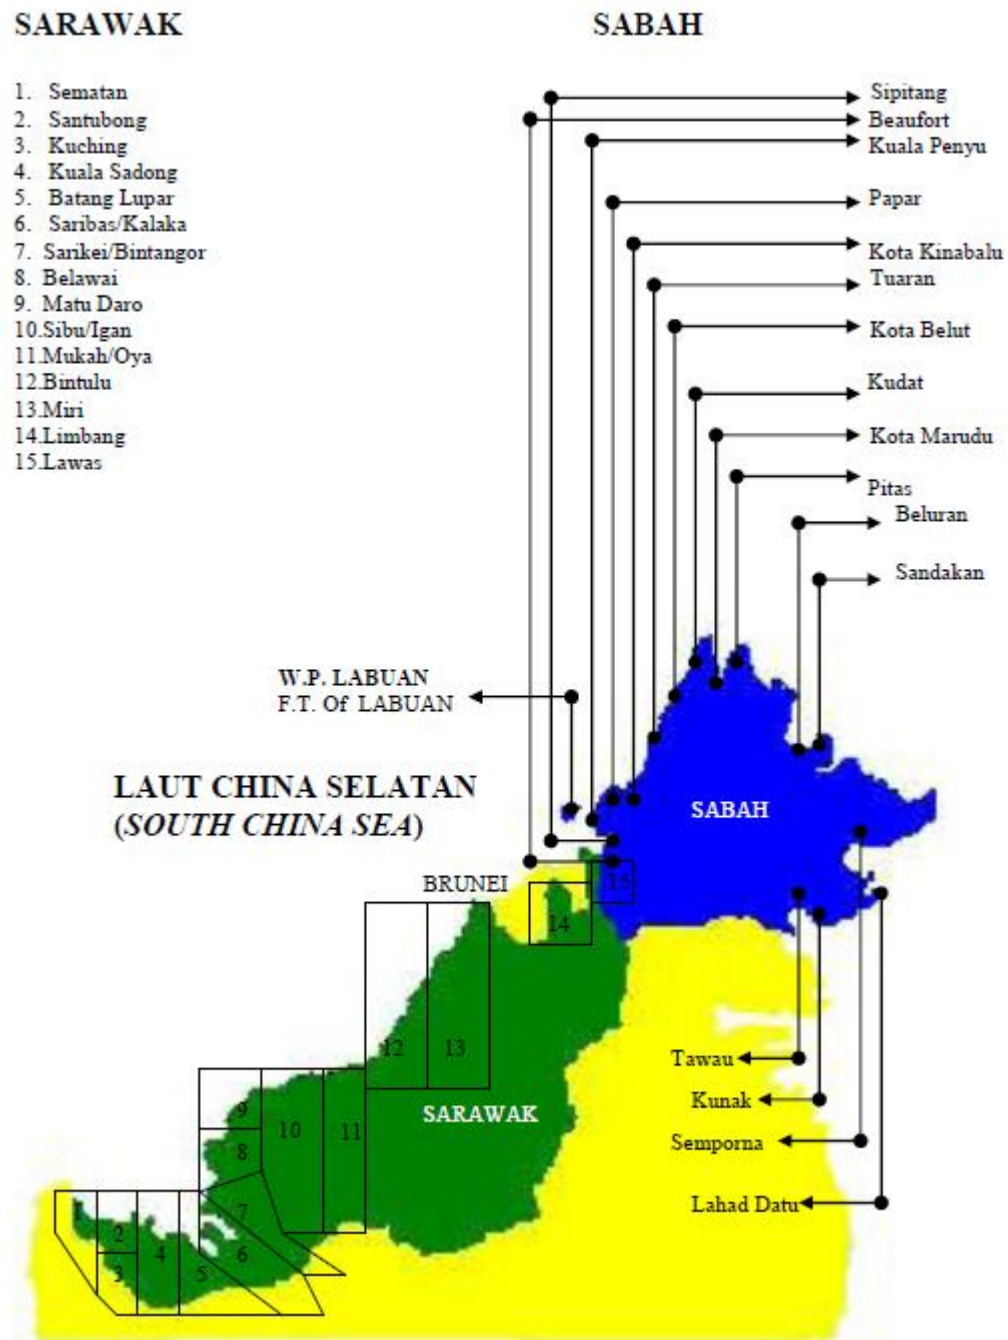 SARAWAK
1. Sematan
2. Santubong
3. Kuching
4. Kuala Sadong
5. Batang Lupar
6. Saribas/Kalaka
7. Sarikei/Bintangor
8. Belawai
9. Matu Daro
10.Sibu/Igan
11.Mukah/Oya
12.Bintulu
13.Miri
14.Limbang
15.Lawas
SABAH
Sipitang
Beaufort
Kuala Penyu
Papar
Kota Kinabalu
Tuaran
Kota Belut
Kudat
Kota Marudu
Pitas
Beluran
Sandakan
W.P. LABUAN
F.T. Of LABUAN
LAUT CHINA SELATAN
(SOUTH CHINA SEA)
SABAH
BRUNEI
15
14
12
13
SARAWAK
9
10
11
8
7
1
2
4
6
3
5
Tawau
Kunak
Semporna
Lahad Datu